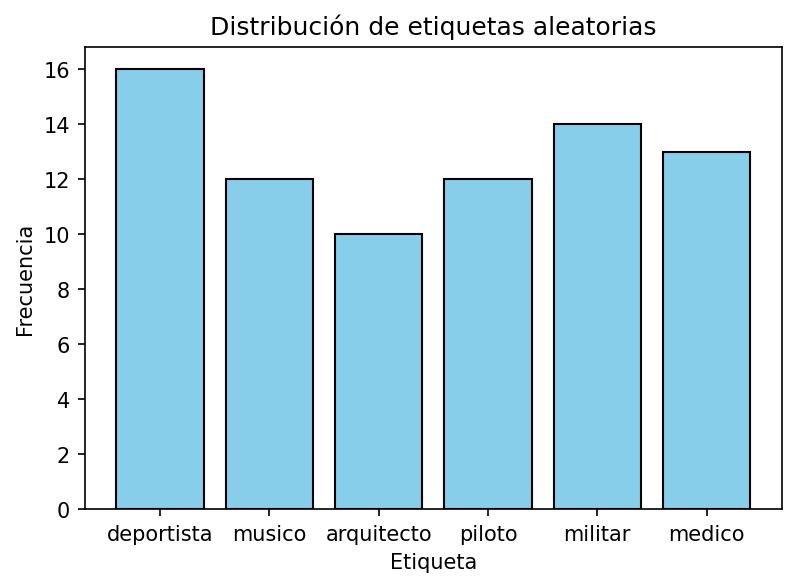 Distribución de etiquetas aleatorias
Frecuencia
16
14
12
10
8
6
4
2
0
deportista musico arquitecto piloto militar medico
Etiqueta